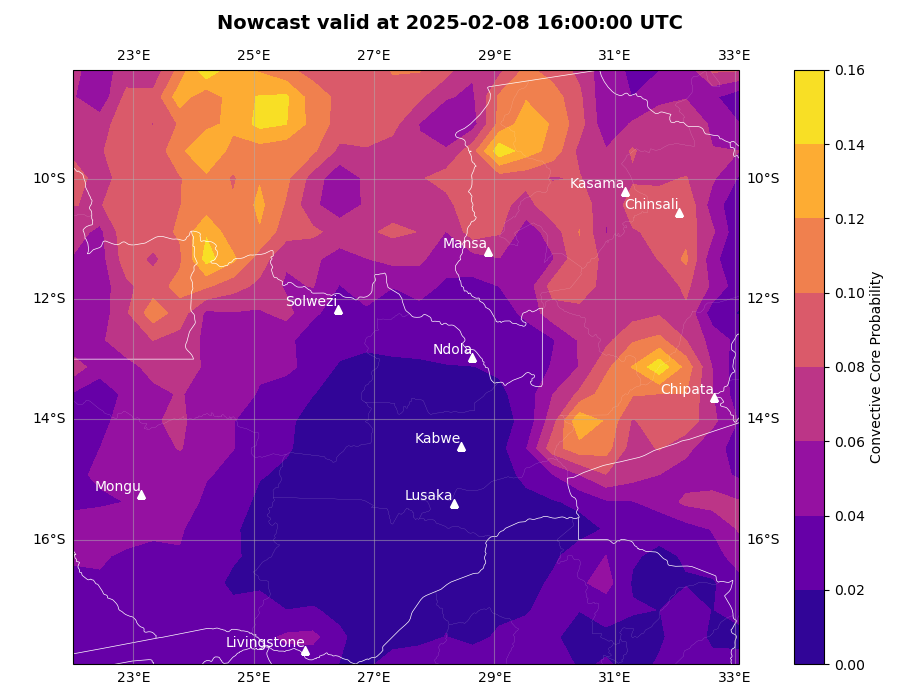 Nowcast valid at 2025-02-08 16:00:00 UTC
23°E 25°E 27°E 29°E 31°E 33°E
0.16
0.14
10°S Kasama 10°S
Chinsali
0.12
Mansa
12°S Solwezi 12°S
0.10
Ndola
0.08
Chipata
14°S 14°S
Kabwe
0.06
Mongu
Lusaka
0.04
16°S 16°S
0.02
Livingstone
0.00
23°E 25°E 27°E 29°E 31°E 33°E
Convective Core Probability